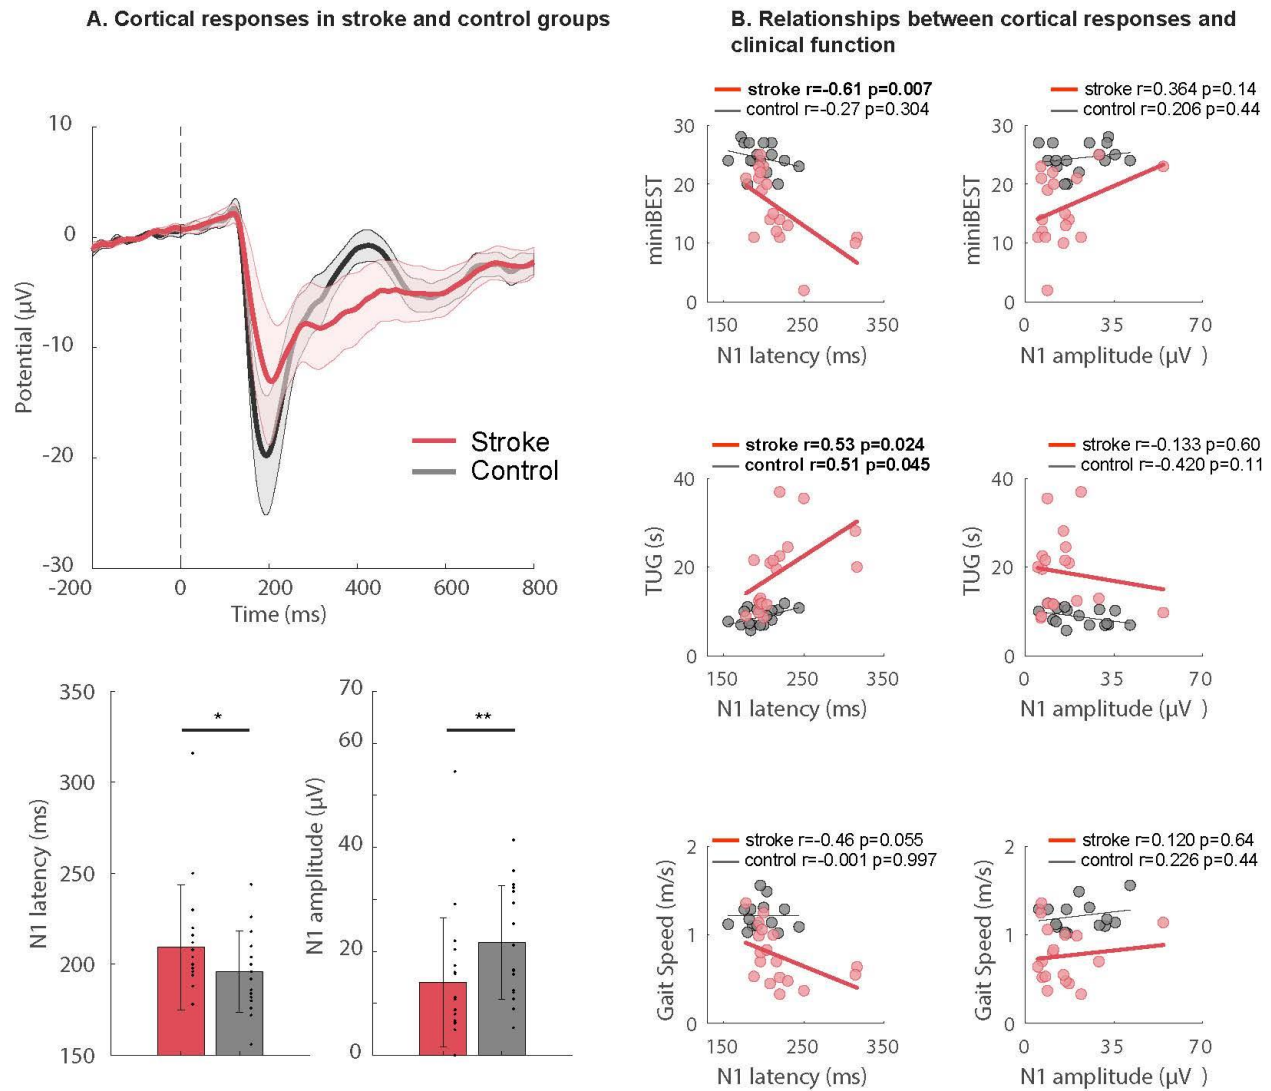 A. Cortical responses in stroke and control groups
10
0
-10
-20
-30
Potential (µV)
-200
0
200
400
600
800
Time (ms)
Stroke
Control
350
300
250
200
150
N1 latency (ms)
*
70
60
40
20
0
N1 amplitude (µV)
**
B. Relationships between cortical responses and
clinical function
stroke r=-0.61 p=0.007
control r=-0.27 p=0.304
30
20
10
0
miniBEST
150
250
350
N1 latency (ms)
stroke r=0.364 p=0.14
control r=0.206 p=0.44
30
20
10
0
miniBEST
0
35
70
N1 amplitude (µV )
stroke r=0.53 p=0.024
control r=0.51 p=0.045
40
20
0
TUG (s)
150
250
350
N1 latency (ms)
stroke r=-0.133 p=0.60
control r=-0.420 p=0.11
40
20
0
TUG (s)
0
35
70
N1 amplitude (µV )
stroke r=-0.46 p=0.055
control r=-0.001 p=0.997
2
1
0
Gait Speed (m/s)
150
250
350
N1 latency (ms)
stroke r=0.120 p=0.64
control r=0.226 p=0.44
2
1
0
Gait Speed (m/s)
0
35
70
N1 amplitude (µV )